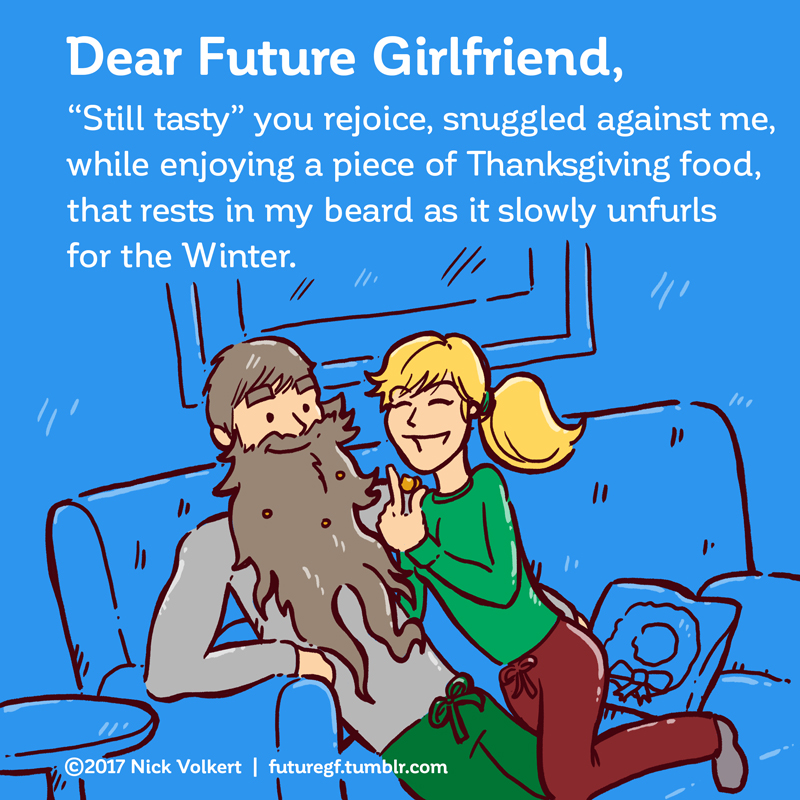 Dear Future Girlfriend,
“Still tasty” you rejoice, snuggled against me,
while enjoying a piece of Thanksgiving food,
that rests in my beard as it slowly unfurls
for the Winter.
©2017 Nick Volkert | futuregf.tumblr.com